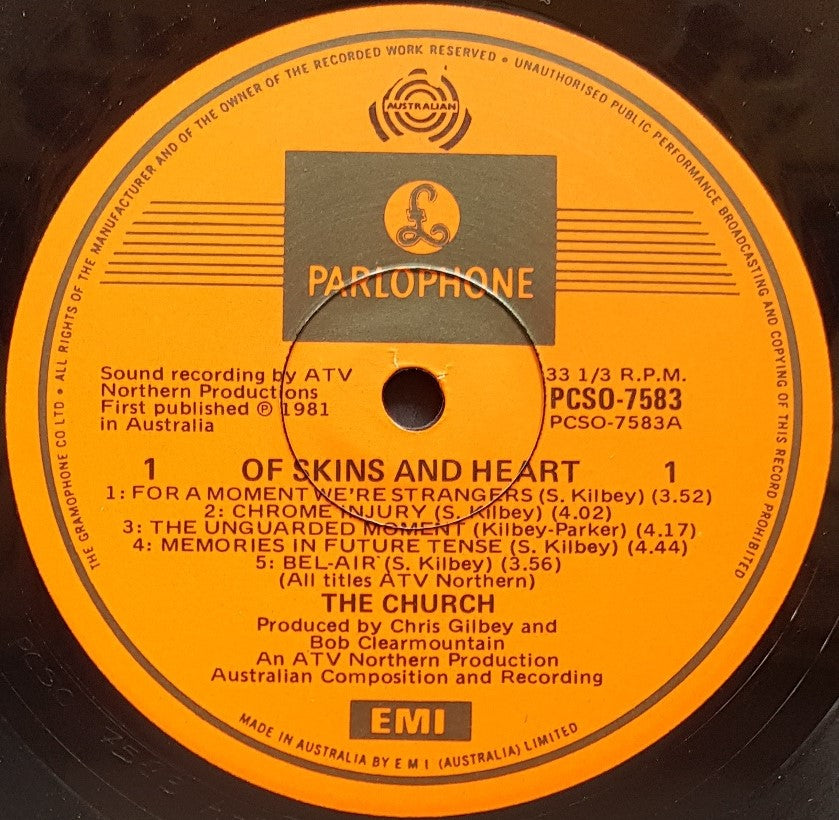 THE GRAMOPHONE CO LTD • ALL RIGHTS OF THE MANUFACTURER AND OF THE OWNER OF THE RECORDED WORK RESERVED • UNAUTHORISED PUBLIC PERFORMANCE BROADCASTING AND COPYING OF THIS RECORD PROHIBITED
AUSTRALIAN
£
PARLOPHONE
Sound recording by ATV
Northern Productions
First published ℗ 1981
in Australia
33 1/3 R.P.M.
PCSO-7583
PCSO-7583A
1 OF SKINS AND HEART 1
1: FOR A MOMENT WE'RE STRANGERS (S. Kilbey) (3.52)
2: CHROME INJURY (S. Kilbey) (4.02)
3: THE UNGUARDED MOMENT (Kilbey-Parker) (4.17)
4: MEMORIES IN FUTURE TENSE (S. Kilbey) (4.44)
5: BEL-AIR (S. Kilbey) (3.56)
(All titles ATV Northern)
THE CHURCH
Produced by Chris Gilbey and
Bob Clearmountain
An ATV Northern Production
Australian Composition and Recording
EMI
MADE IN AUSTRALIA BY E M I (AUSTRALIA) LIMITED
PCSO